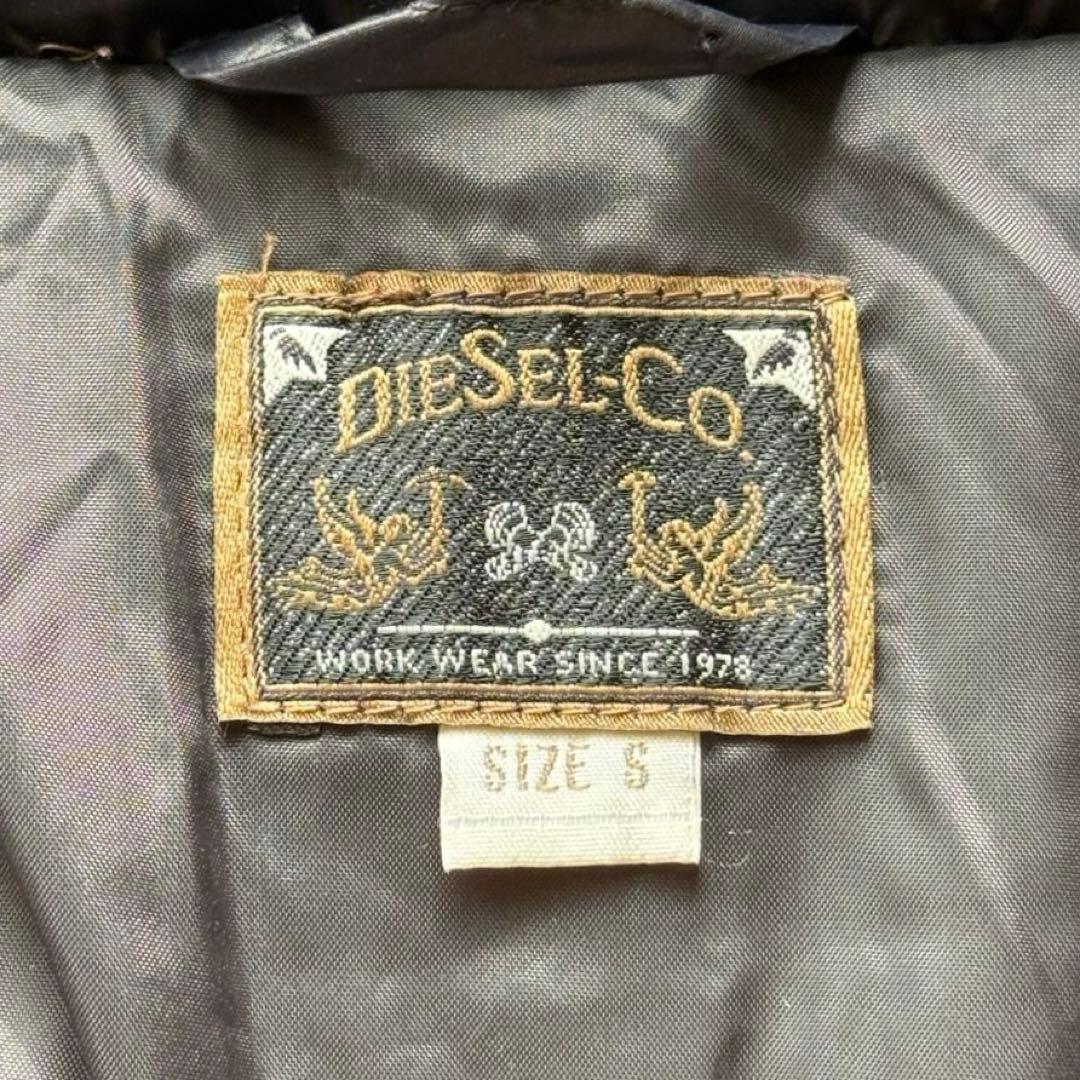 DIESEL-CO.
WORK WEAR SINCE 1978
SIZE S